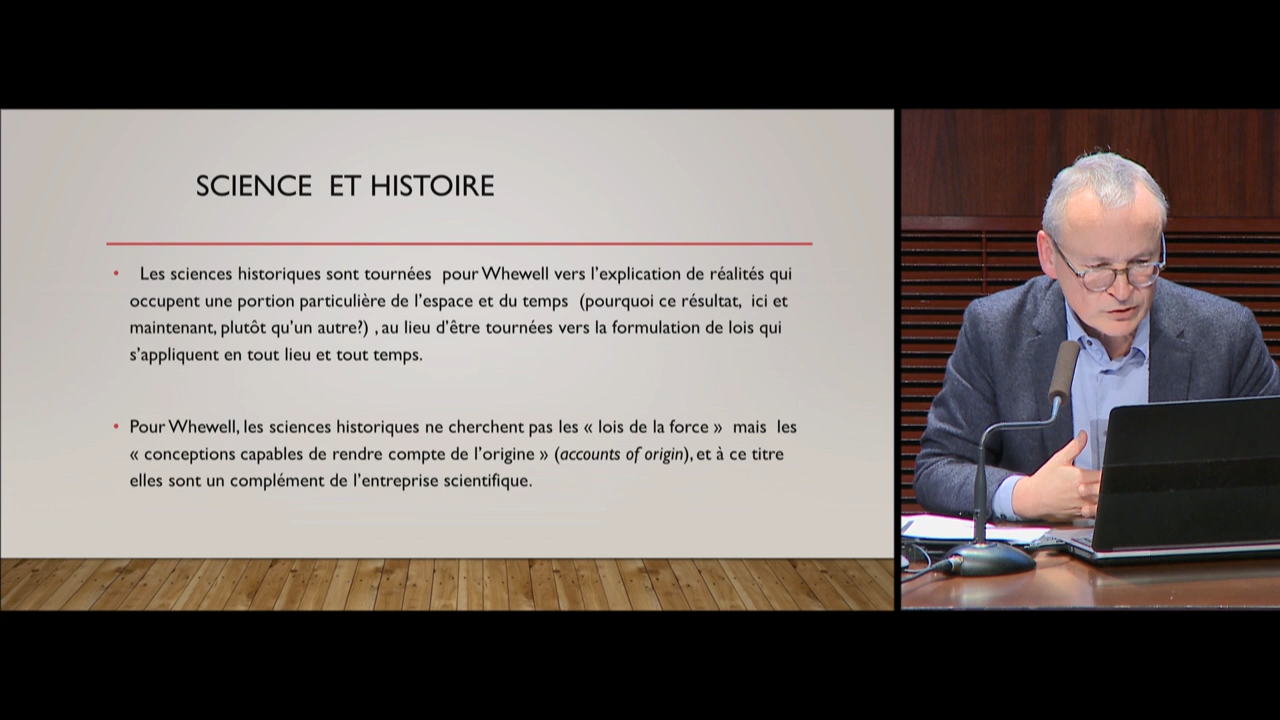 SCIENCE ET HISTOIRE
• Les sciences historiques sont tournées pour Whewell vers l'explication de réalités qui
occupent une portion particulière de l'espace et du temps (pourquoi ce résultat, ici et
maintenant, plutôt qu'un autre?) , au lieu d'être tournées vers la formulation de lois qui
s'appliquent en tout lieu et tout temps.
• Pour Whewell, les sciences historiques ne cherchent pas les « lois de la force » mais les
« conceptions capables de rendre compte de l'origine » (accounts of origin), et à ce titre
elles sont un complément de l'entreprise scientifique.